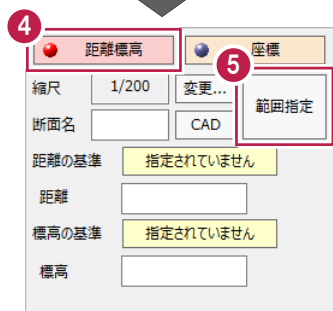 4
距離標高
座標
5
縮尺 1/200 変更... 範囲指定
断面名 CAD
距離の基準 指定されていません
距離
標高の基準 指定されていません
標高